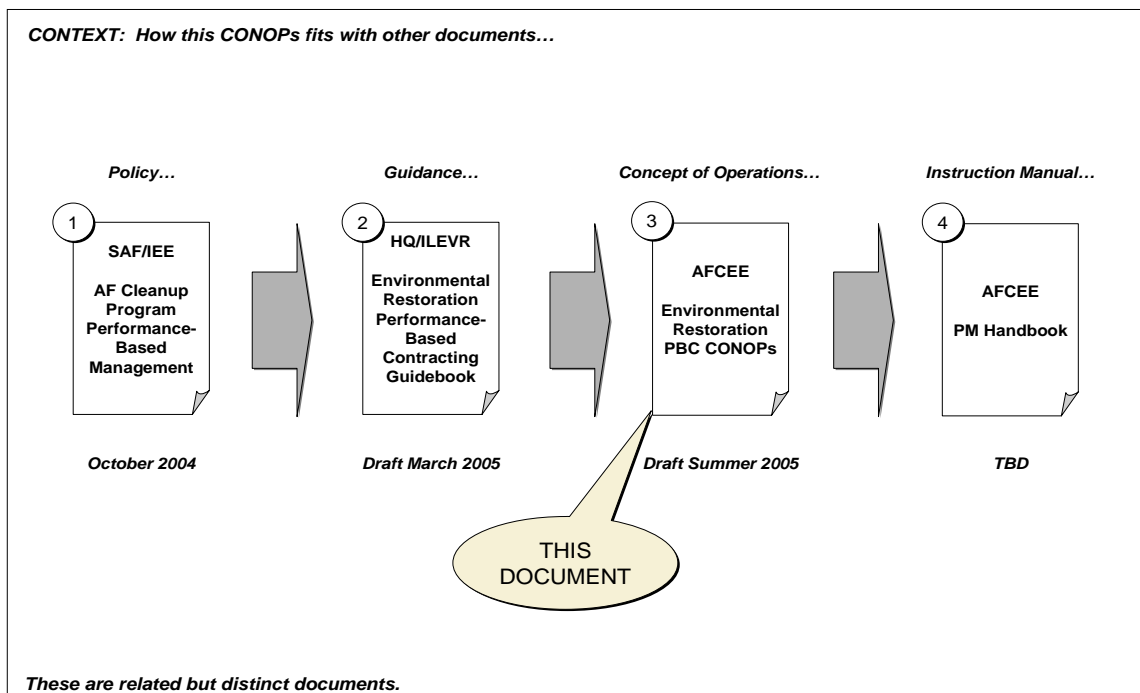 CONTEXT:  How this CONOPs fits with other documents…
Policy…
Guidance…
Concept of Operations…
Instruction Manual…
1
SAF/IEE
AF Cleanup
Program
Performance-
Based
Management
2
HQ/ILEVR
Environmental
Restoration
Performance-
Based
Contracting
Guidebook
3
AFCEE
Environmental
Restoration
PBC CONOPs
4
AFCEE
PM Handbook
October 2004
Draft March 2005
Draft Summer 2005
TBD
THIS
DOCUMENT
These are related but distinct documents.